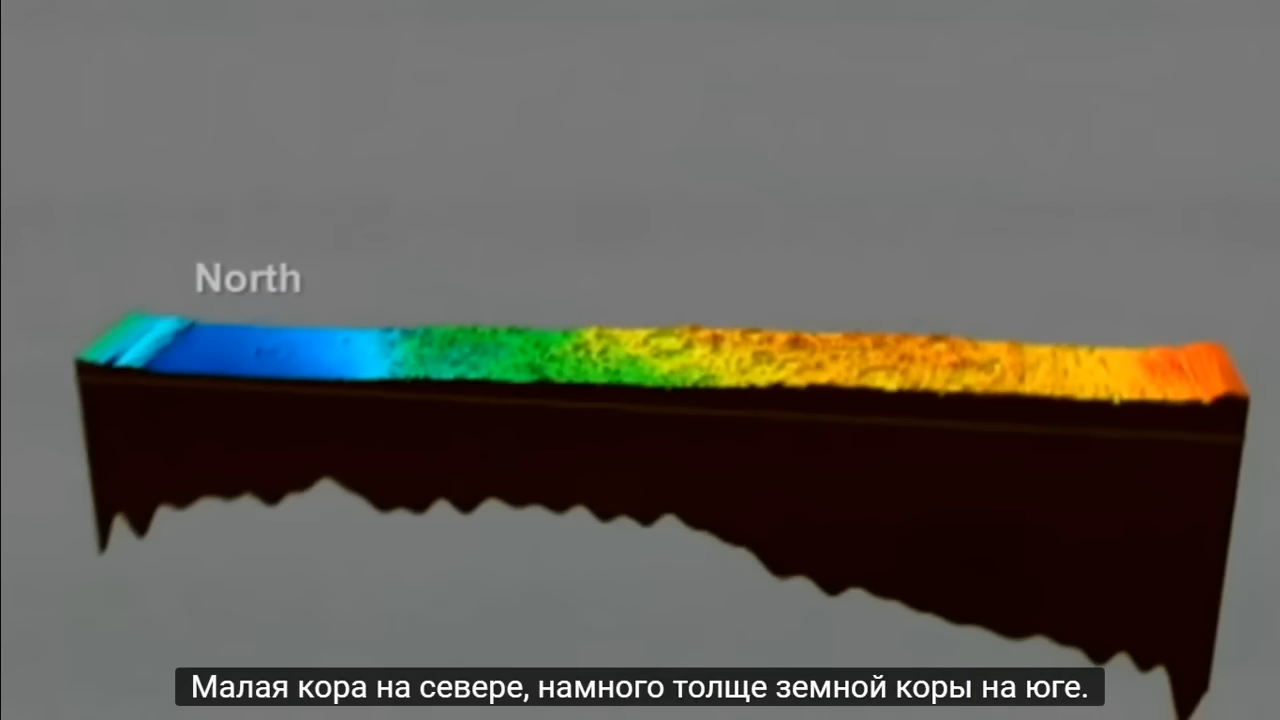 North
Малая кора на севере, намного толще земной коры на юге.